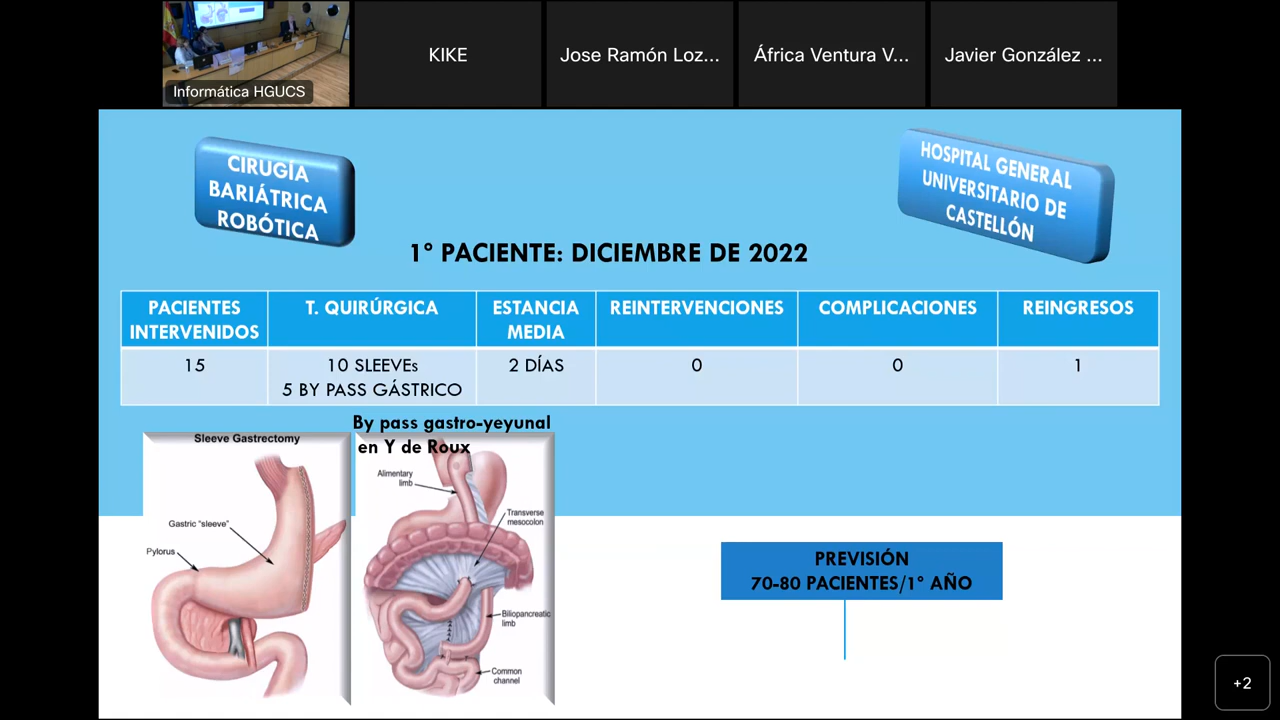 Informática HGUCS
KIKE
Jose Ramón Loz...
África Ventura V...
Javier González ...
CIRUGÍA
BARIÁTRICA
ROBÓTICA
HOSPITAL GENERAL
UNIVERSITARIO DE
CASTELLÓN
1º PACIENTE: DICIEMBRE DE 2022
PACIENTES
INTERVENIDOS
T. QUIRÚRGICA
ESTANCIA
MEDIA
REINTERVENCIONES
COMPLICACIONES
REINGRESOS
15
10 SLEEVEs
5 BY PASS GÁSTRICO
2 DÍAS
0
0
1
By pass gastro-yeyunal
en Y de Roux
Sleeve Gastrectomy
Gastric "sleeve"
Pylorus
Alimentary
limb
Transverse
mesocolon
Biliopancreatic
limb
Common
channel
PREVISIÓN
70-80 PACIENTES/1º AÑO
+2